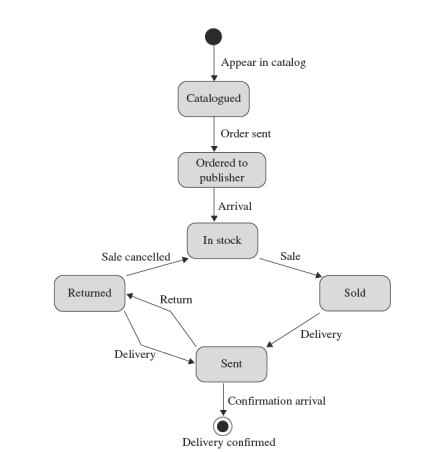 Appear in catalog
Catalogued
Order sent
Ordered to
publisher
Arrival
In stock
Sale cancelled
Sale
Returned
Return
Sold
Delivery
Delivery
Sent
Confirmation arrival
Delivery confirmed